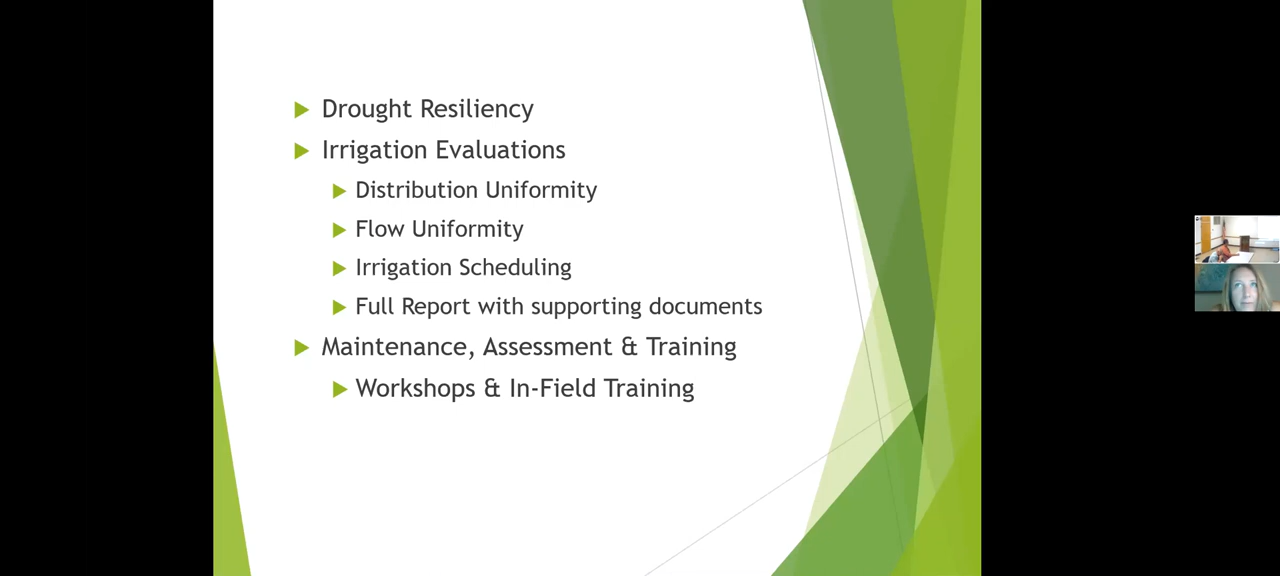 Drought Resiliency
Irrigation Evaluations
Distribution Uniformity
Flow Uniformity
Irrigation Scheduling
Full Report with supporting documents
Maintenance, Assessment & Training
Workshops & In-Field Training